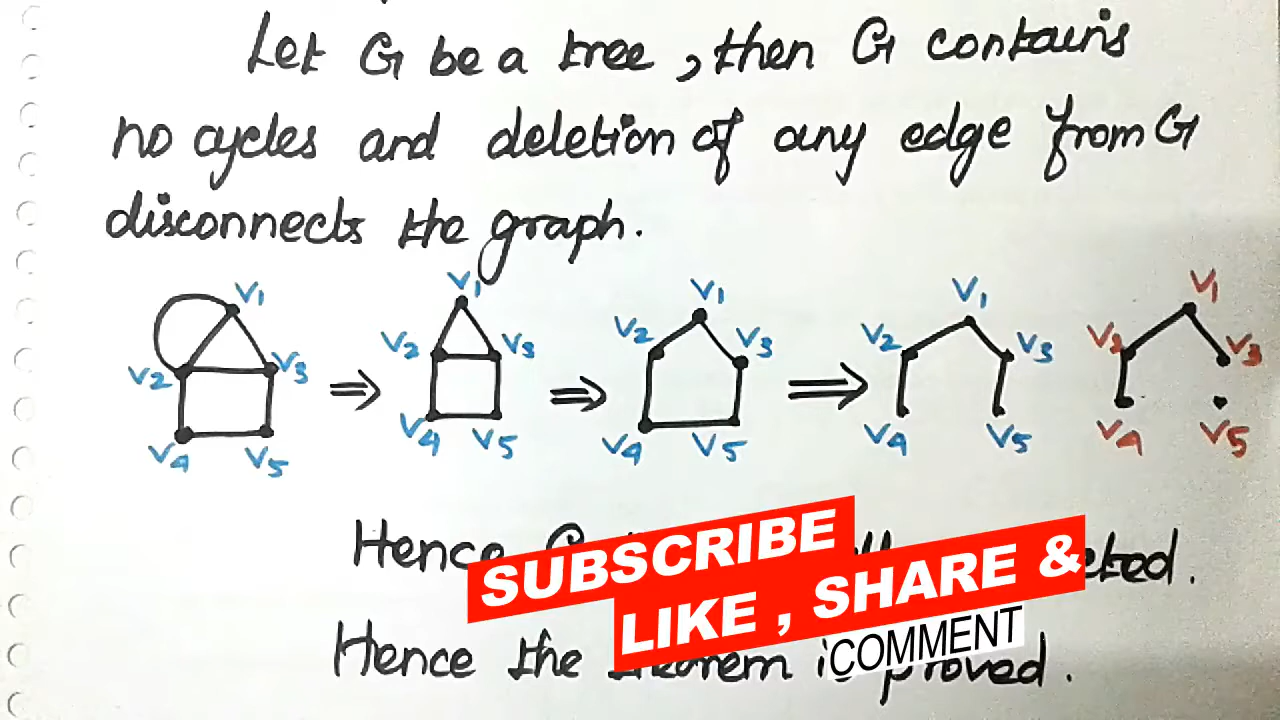 Let G be a tree, then G contains
no cycles and deletion of any edge from G
disconnects the graph.
V1 V1 V1 V1 V1
V2 V3 V2 V3 V2 V3 V2 V3 V2 V3
V4 V5 V4 V5 V4 V5 V4 V5 V4 V5
Hence
SUBSCRIBE
LIKE, SHARE &
COMMENT
Hence the theorem is proved.